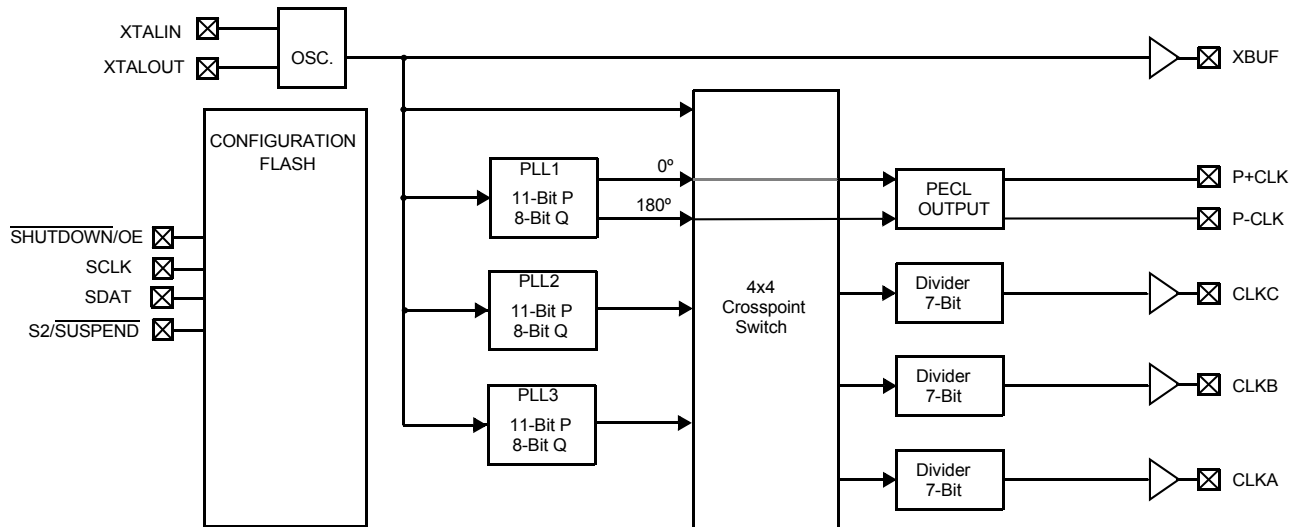 XTALIN
XTALOUT
OSC.
XBUF
CONFIGURATION
FLASH
SHUTDOWN/OE
SCLK
SDAT
S2/SUSPEND
PLL1
11-Bit P
8-Bit Q
0º
180º
PLL2
11-Bit P
8-Bit Q
PLL3
11-Bit P
8-Bit Q
4x4
Crosspoint
Switch
PECL
OUTPUT
P+CLK
P-CLK
Divider
7-Bit
CLKC
Divider
7-Bit
CLKB
Divider
7-Bit
CLKA